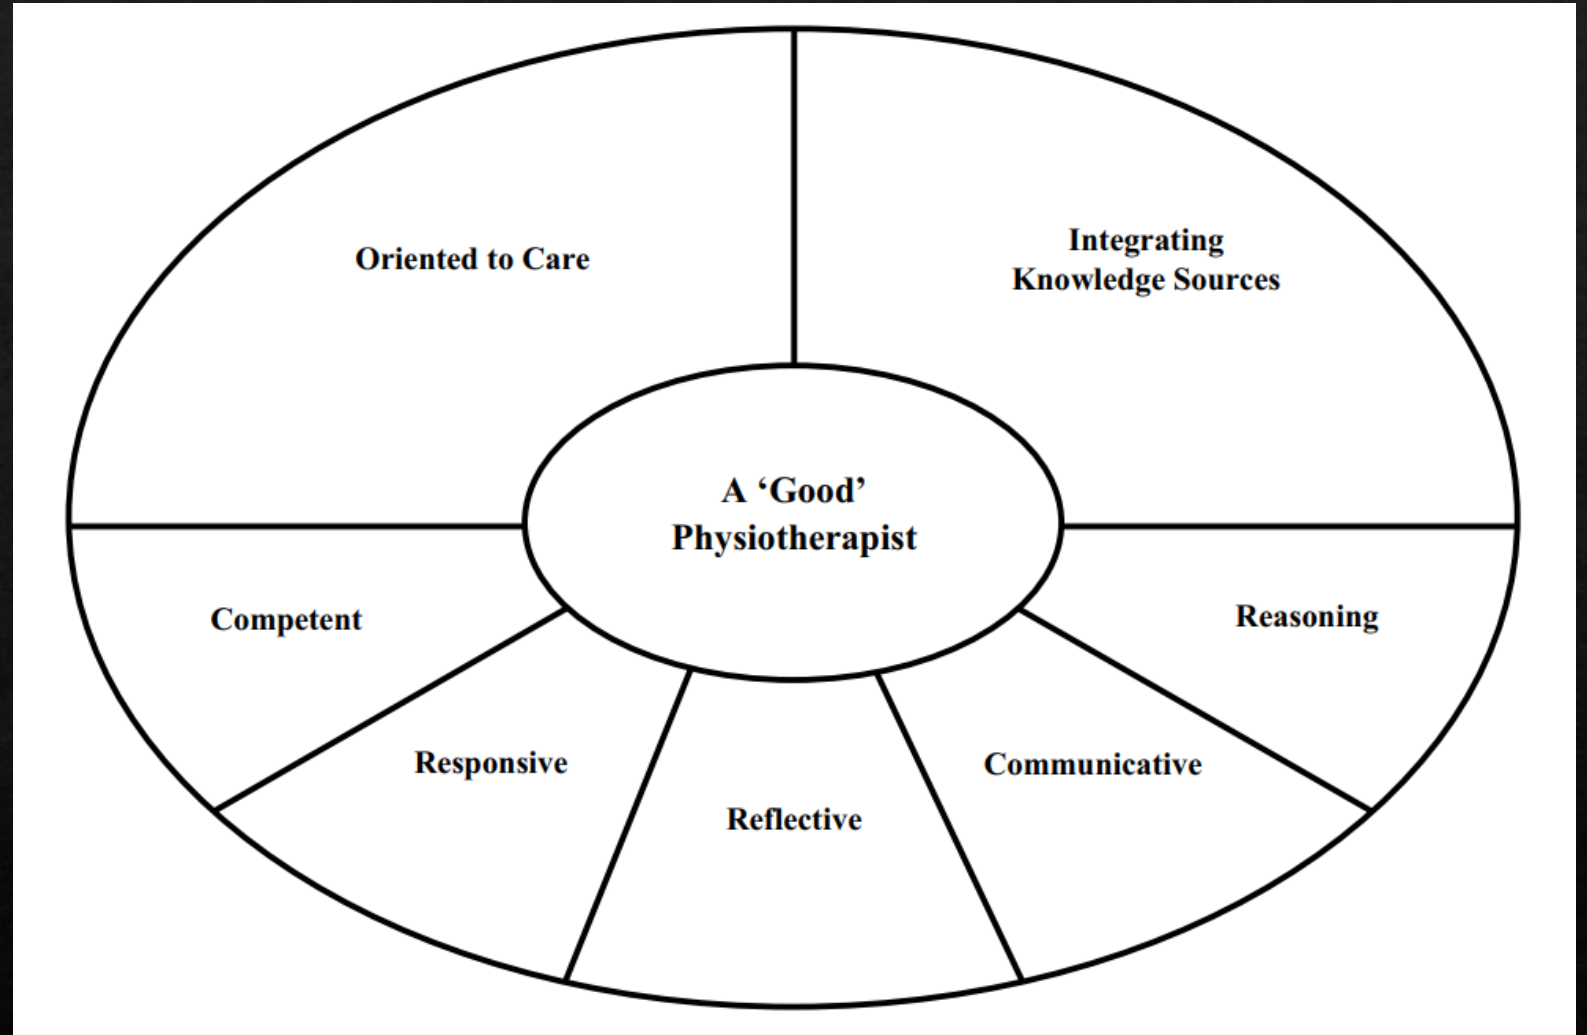 Oriented to Care
Integrating
Knowledge Sources
A ‘Good’
Physiotherapist
Competent
Reasoning
Responsive
Communicative
Reflective